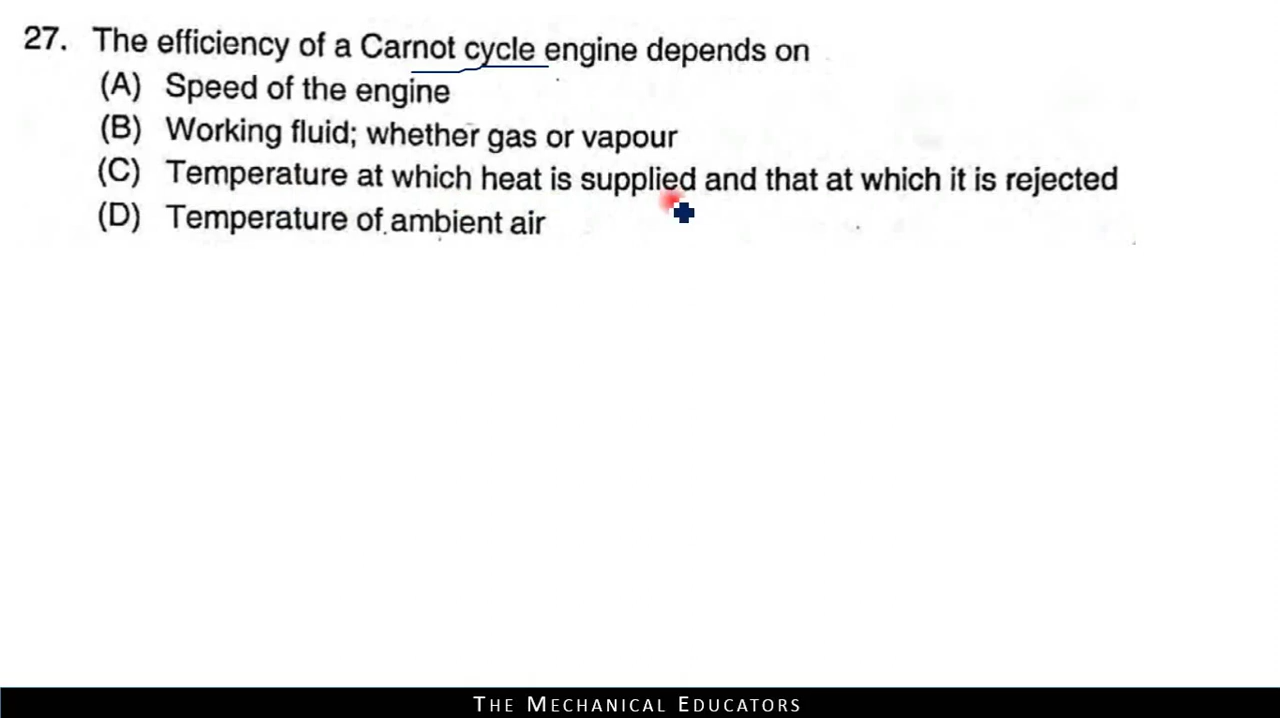 27. The efficiency of a Carnot cycle engine depends on
(A) Speed of the engine
(B) Working fluid; whether gas or vapour
(C) Temperature at which heat is supplied and that at which it is rejected
(D) Temperature of ambient air
THE MECHANICAL EDUCATORS